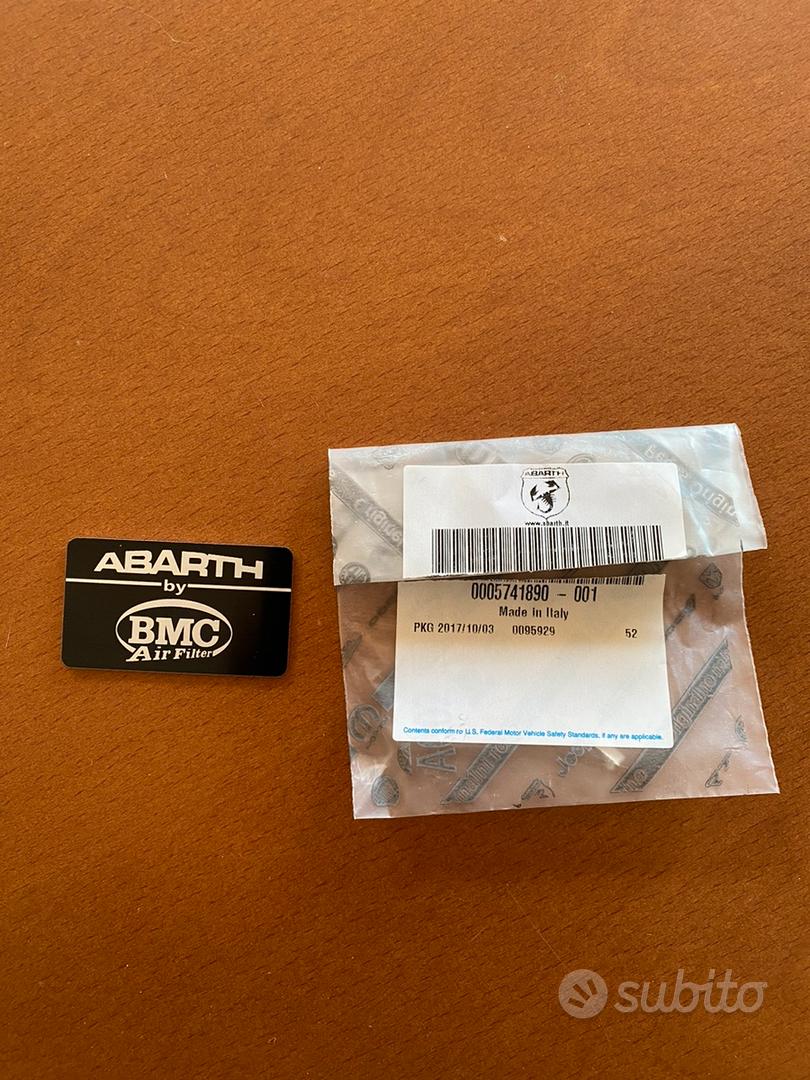 ABARTH
by
BMC
Air Filter
ABARTH
www.abarth.it
0005741890 - 001
Made in Italy
PKG 2017/10/03 0095929 52
Contents conform to U.S. Federal Motor Vehicle Safety Standards, if any are applicable.
subito